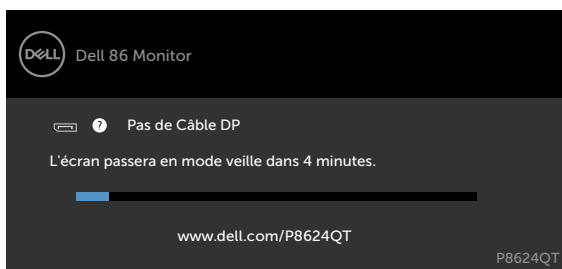 DELL
Dell 86 Monitor
? Pas de Câble DP
L'écran passera en mode veille dans 4 minutes.
www.dell.com/P8624QT
P8624QT